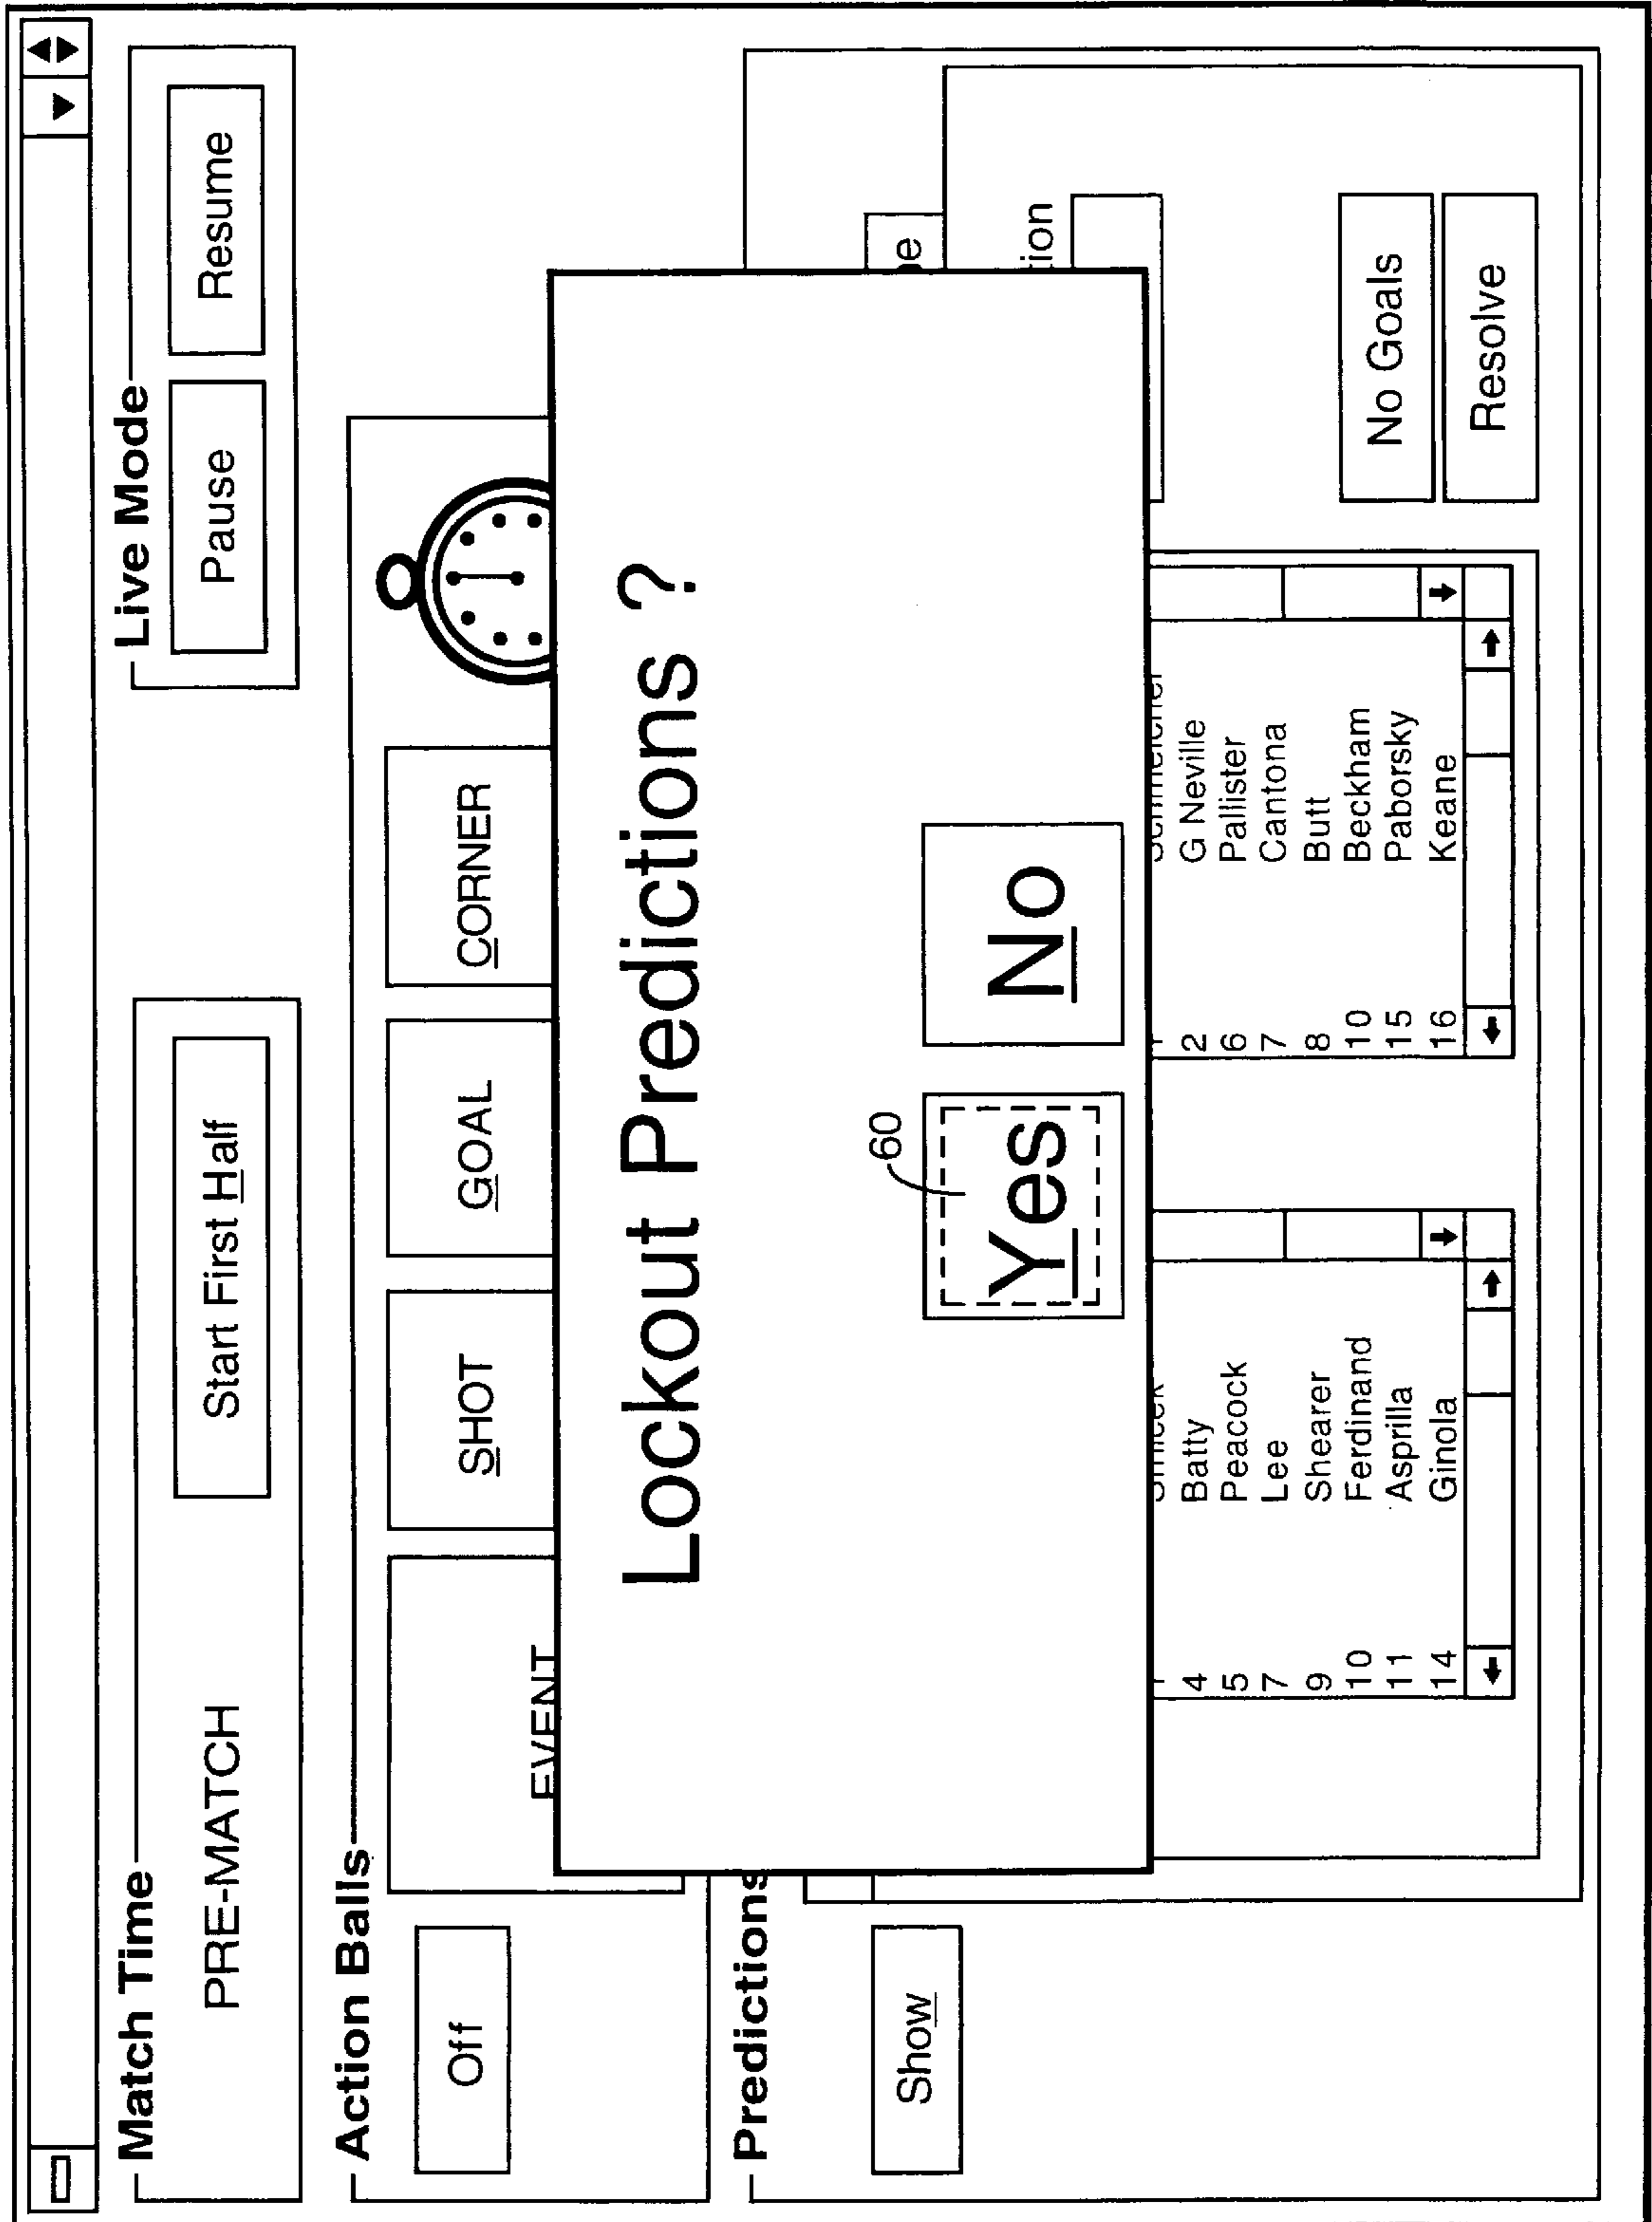 Match Time
PRE-MATCH
Start First Half
Live Mode
Pause
Resume
Action Balls
Off
EVENT
SHOT
GOAL
CORNER
Lockout Predictions ?
60
Yes
No
Predictions
Show
4 Batty
5 Peacock
7 Lee
9 Shearer
10 Ferdinand
11 Asprilla
14 Ginola
2 G Neville
6 Pallister
7 Cantona
8 Butt
10 Beckham
15 Paborsky
16 Keane
No Goals
Resolve